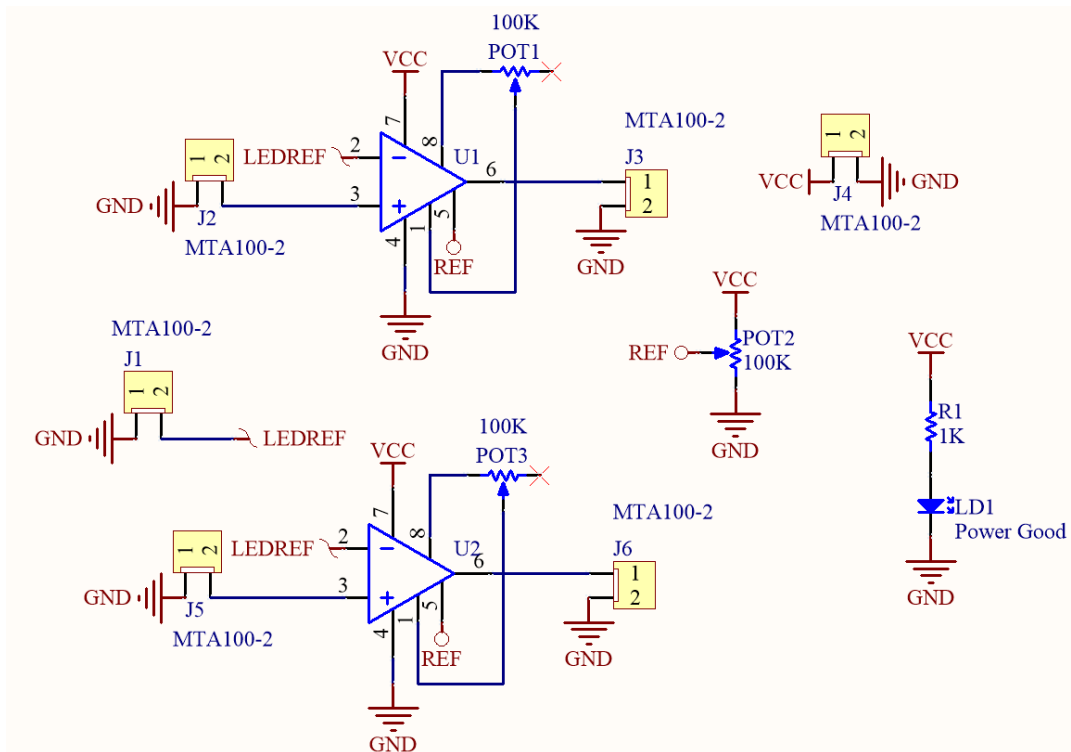 100K
POT1
VCC
7
8
2
LEDREF
U1
6
3
5
1
4
REF
GND
1
2
GND
J2
MTA100-2
MTA100-2
J3
1
2
GND
1
2
VCC
GND
J4
MTA100-2
MTA100-2
J1
1
2
GND
LEDREF
VCC
REF
POT2
100K
GND
VCC
R1
1K
LD1
Power Good
GND
100K
POT3
VCC
7
8
2
LEDREF
U2
6
3
5
1
4
REF
GND
1
2
GND
J5
MTA100-2
MTA100-2
J6
1
2
GND